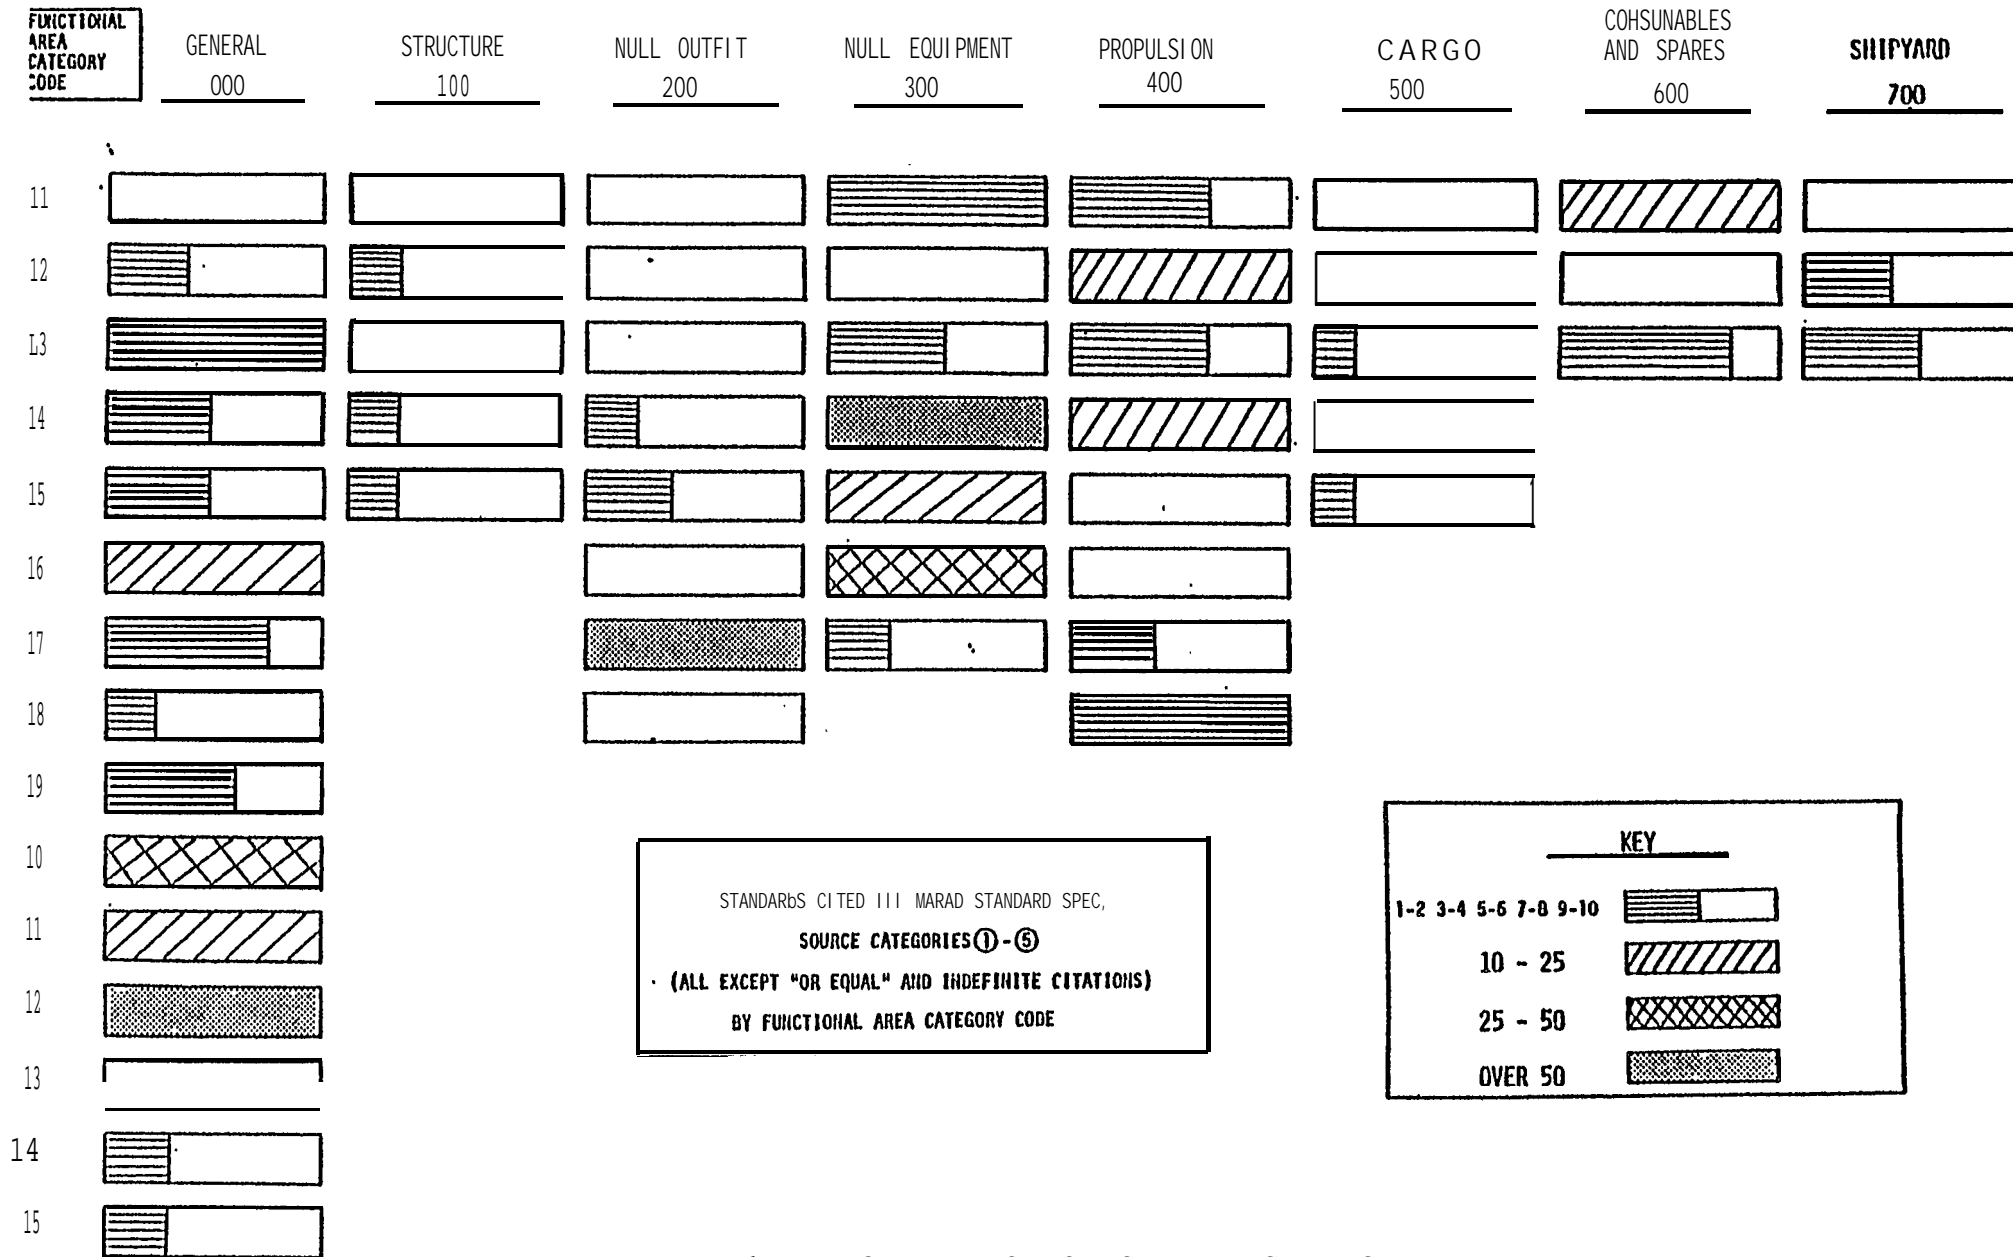 FUNCTIONAL
AREA
CATEGORY
CODE
GENERAL
000
STRUCTURE
100
NULL OUTFIT
200
NULL EQUIPMENT
300
PROPULSION
400
CARGO
500
COHSUNABLES
AND SPARES
600
SHIPYARD
700
11
12
L3
14
15
16
17
18
19
10
11
12
13
14
15
STANDARbS CITED III MARAD STANDARD SPEC,
SOURCE CATEGORIES ① - ⑤
(ALL EXCEPT "OR EQUAL" AND INDEFINITE CITATIONS)
BY FUNCTIONAL AREA CATEGORY CODE
KEY
1-2 3-4 5-6 7-8 9-10
10 - 25
25 - 50
OVER 50